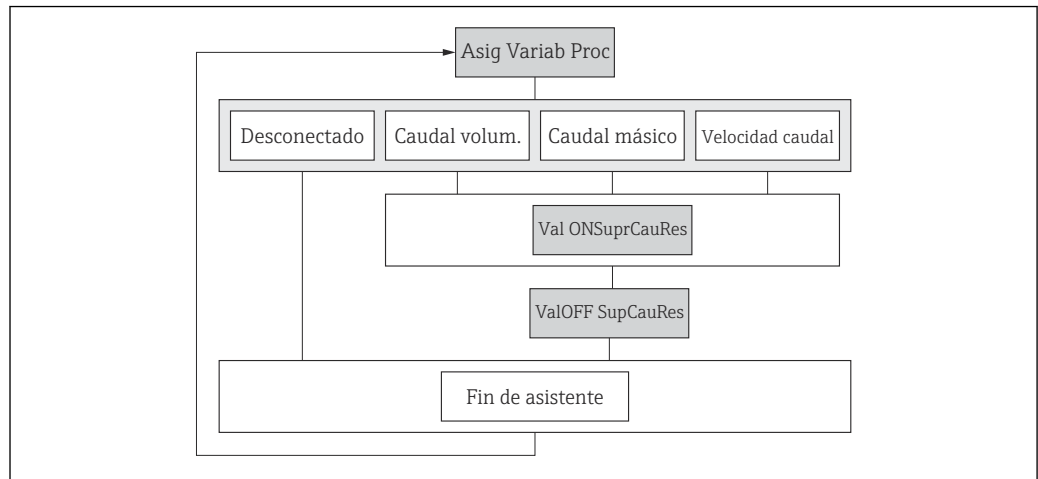 Asig Variab Proc
Desconectado
Caudal volum.
Caudal másico
Velocidad caudal
Val ONSuprCauRes
ValOFF SupCauRes
Fin de asistente